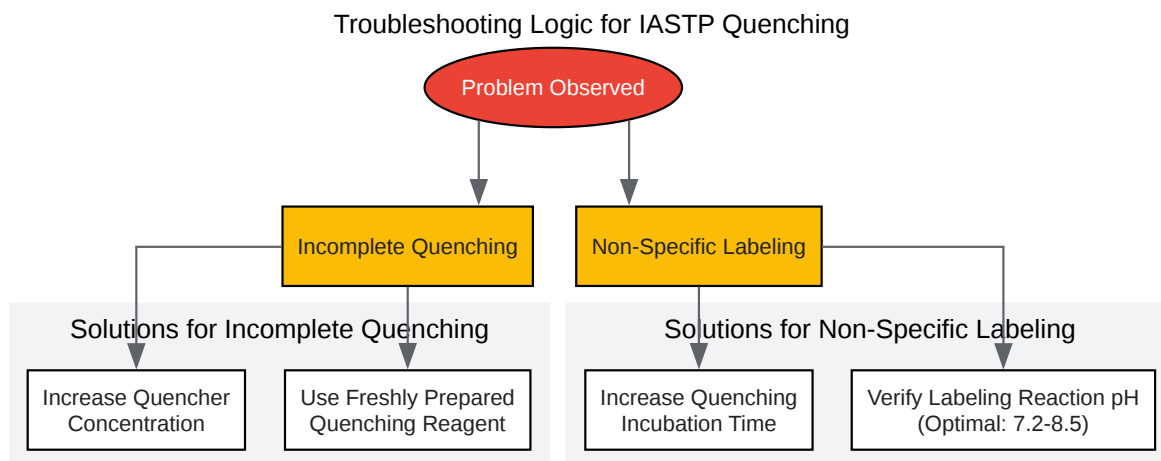 Troubleshooting Logic for IASTP Quenching
Problem Observed
Incomplete Quenching
Non-Specific Labeling
Solutions for Incomplete Quenching
Solutions for Non-Specific Labeling
Increase Quencher
Concentration
Use Freshly Prepared
Quenching Reagent
Increase Quenching
Incubation Time
Verify Labeling Reaction pH
(Optimal: 7.2-8.5)